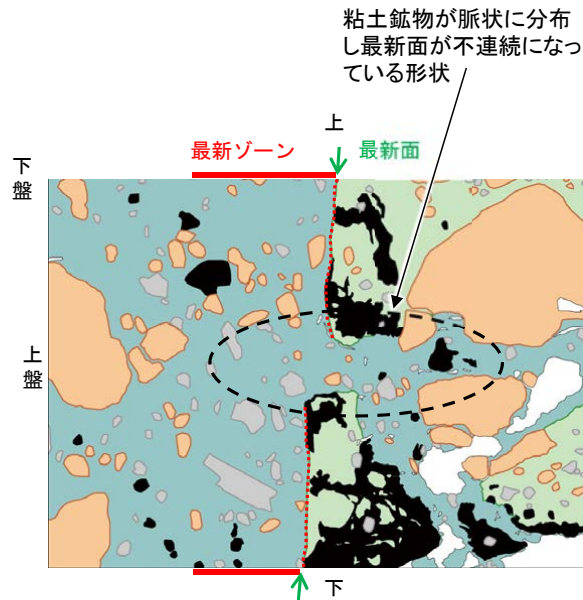 粘土鉱物が脈状に分布
し最新面が不連続になっ
ている形状
上
最新ゾーン
最新面
下
盤
上
盤
下